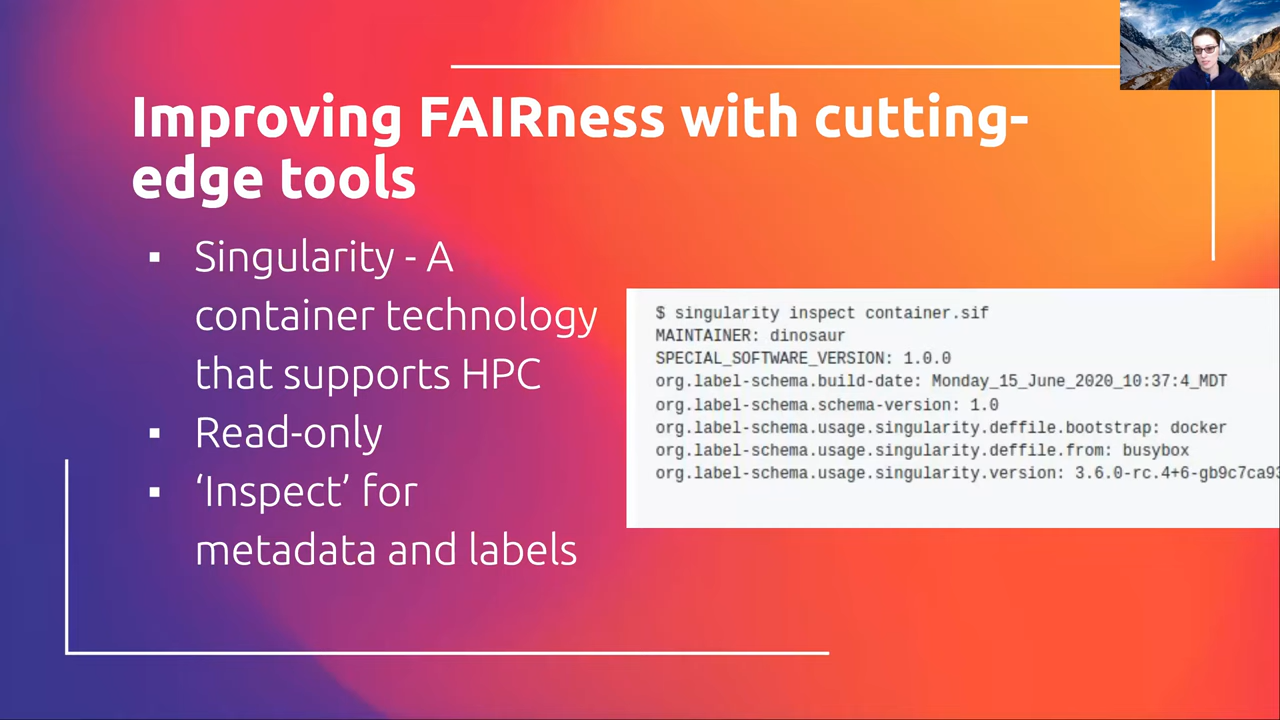 Improving FAIRness with cutting-
edge tools
▪ Singularity - A
container technology
that supports HPC
▪ Read-only
▪ ‘Inspect’ for
metadata and labels
$ singularity inspect container.sif
MAINTAINER: dinosaur
SPECIAL_SOFTWARE_VERSION: 1.0.0
org.label-schema.build-date: Monday_15_June_2020_10:37:4_MDT
org.label-schema.schema-version: 1.0
org.label-schema.usage.singularity.deffile.bootstrap: docker
org.label-schema.usage.singularity.deffile.from: busybox
org.label-schema.usage.singularity.version: 3.6.0-rc.4+6-gb9c7ca93